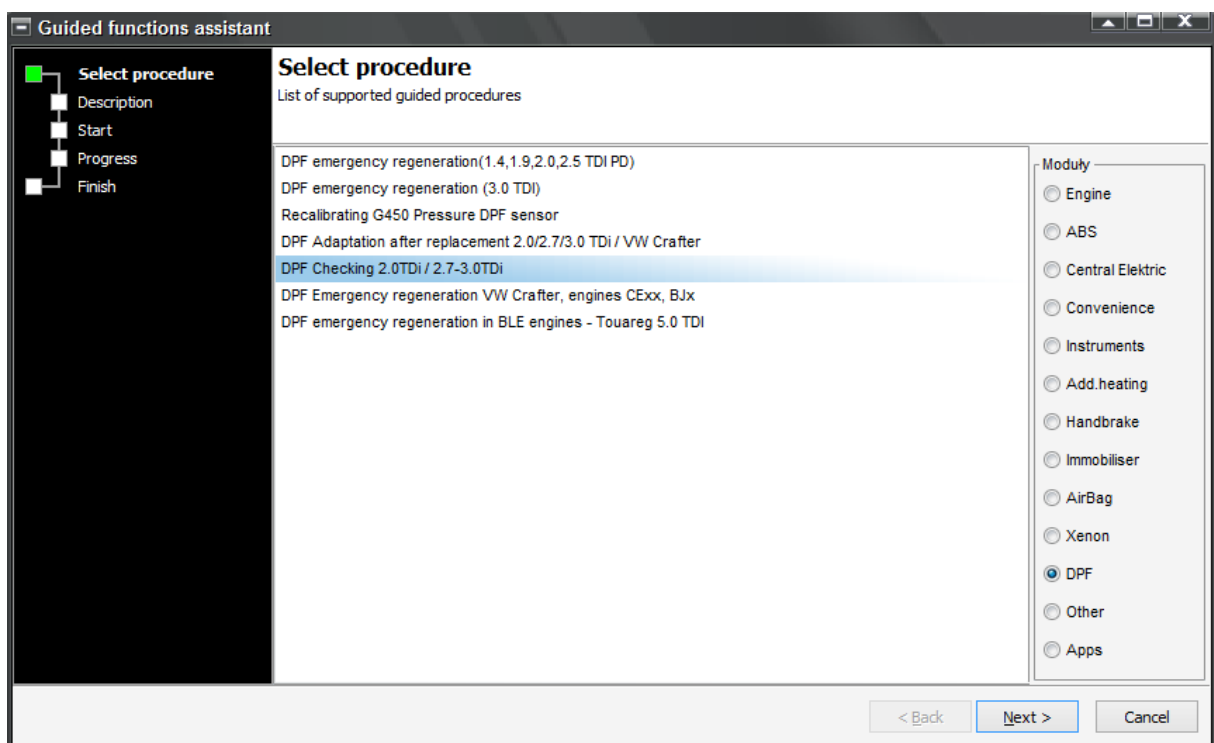 Guided functions assistant
Select procedure
Description
Start
Progress
Finish
Select procedure
List of supported guided procedures
DPF emergency regeneration(1.4,1.9,2.0,2.5 TDI PD)
DPF emergency regeneration (3.0 TDI)
Recalibrating G450 Pressure DPF sensor
DPF Adaptation after replacement 2.0/2.7/3.0 TDi / VW Crafter
DPF Checking 2.0TDi / 2.7-3.0TDi
DPF Emergency regeneration VW Crafter, engines CExx, BJx
DPF emergency regeneration in BLE engines - Touareg 5.0 TDI
Moduły
Engine
ABS
Central Elektric
Convenience
Instruments
Add.heating
Handbrake
Immobiliser
AirBag
Xenon
DPF
Other
Apps
< Back
Next >
Cancel